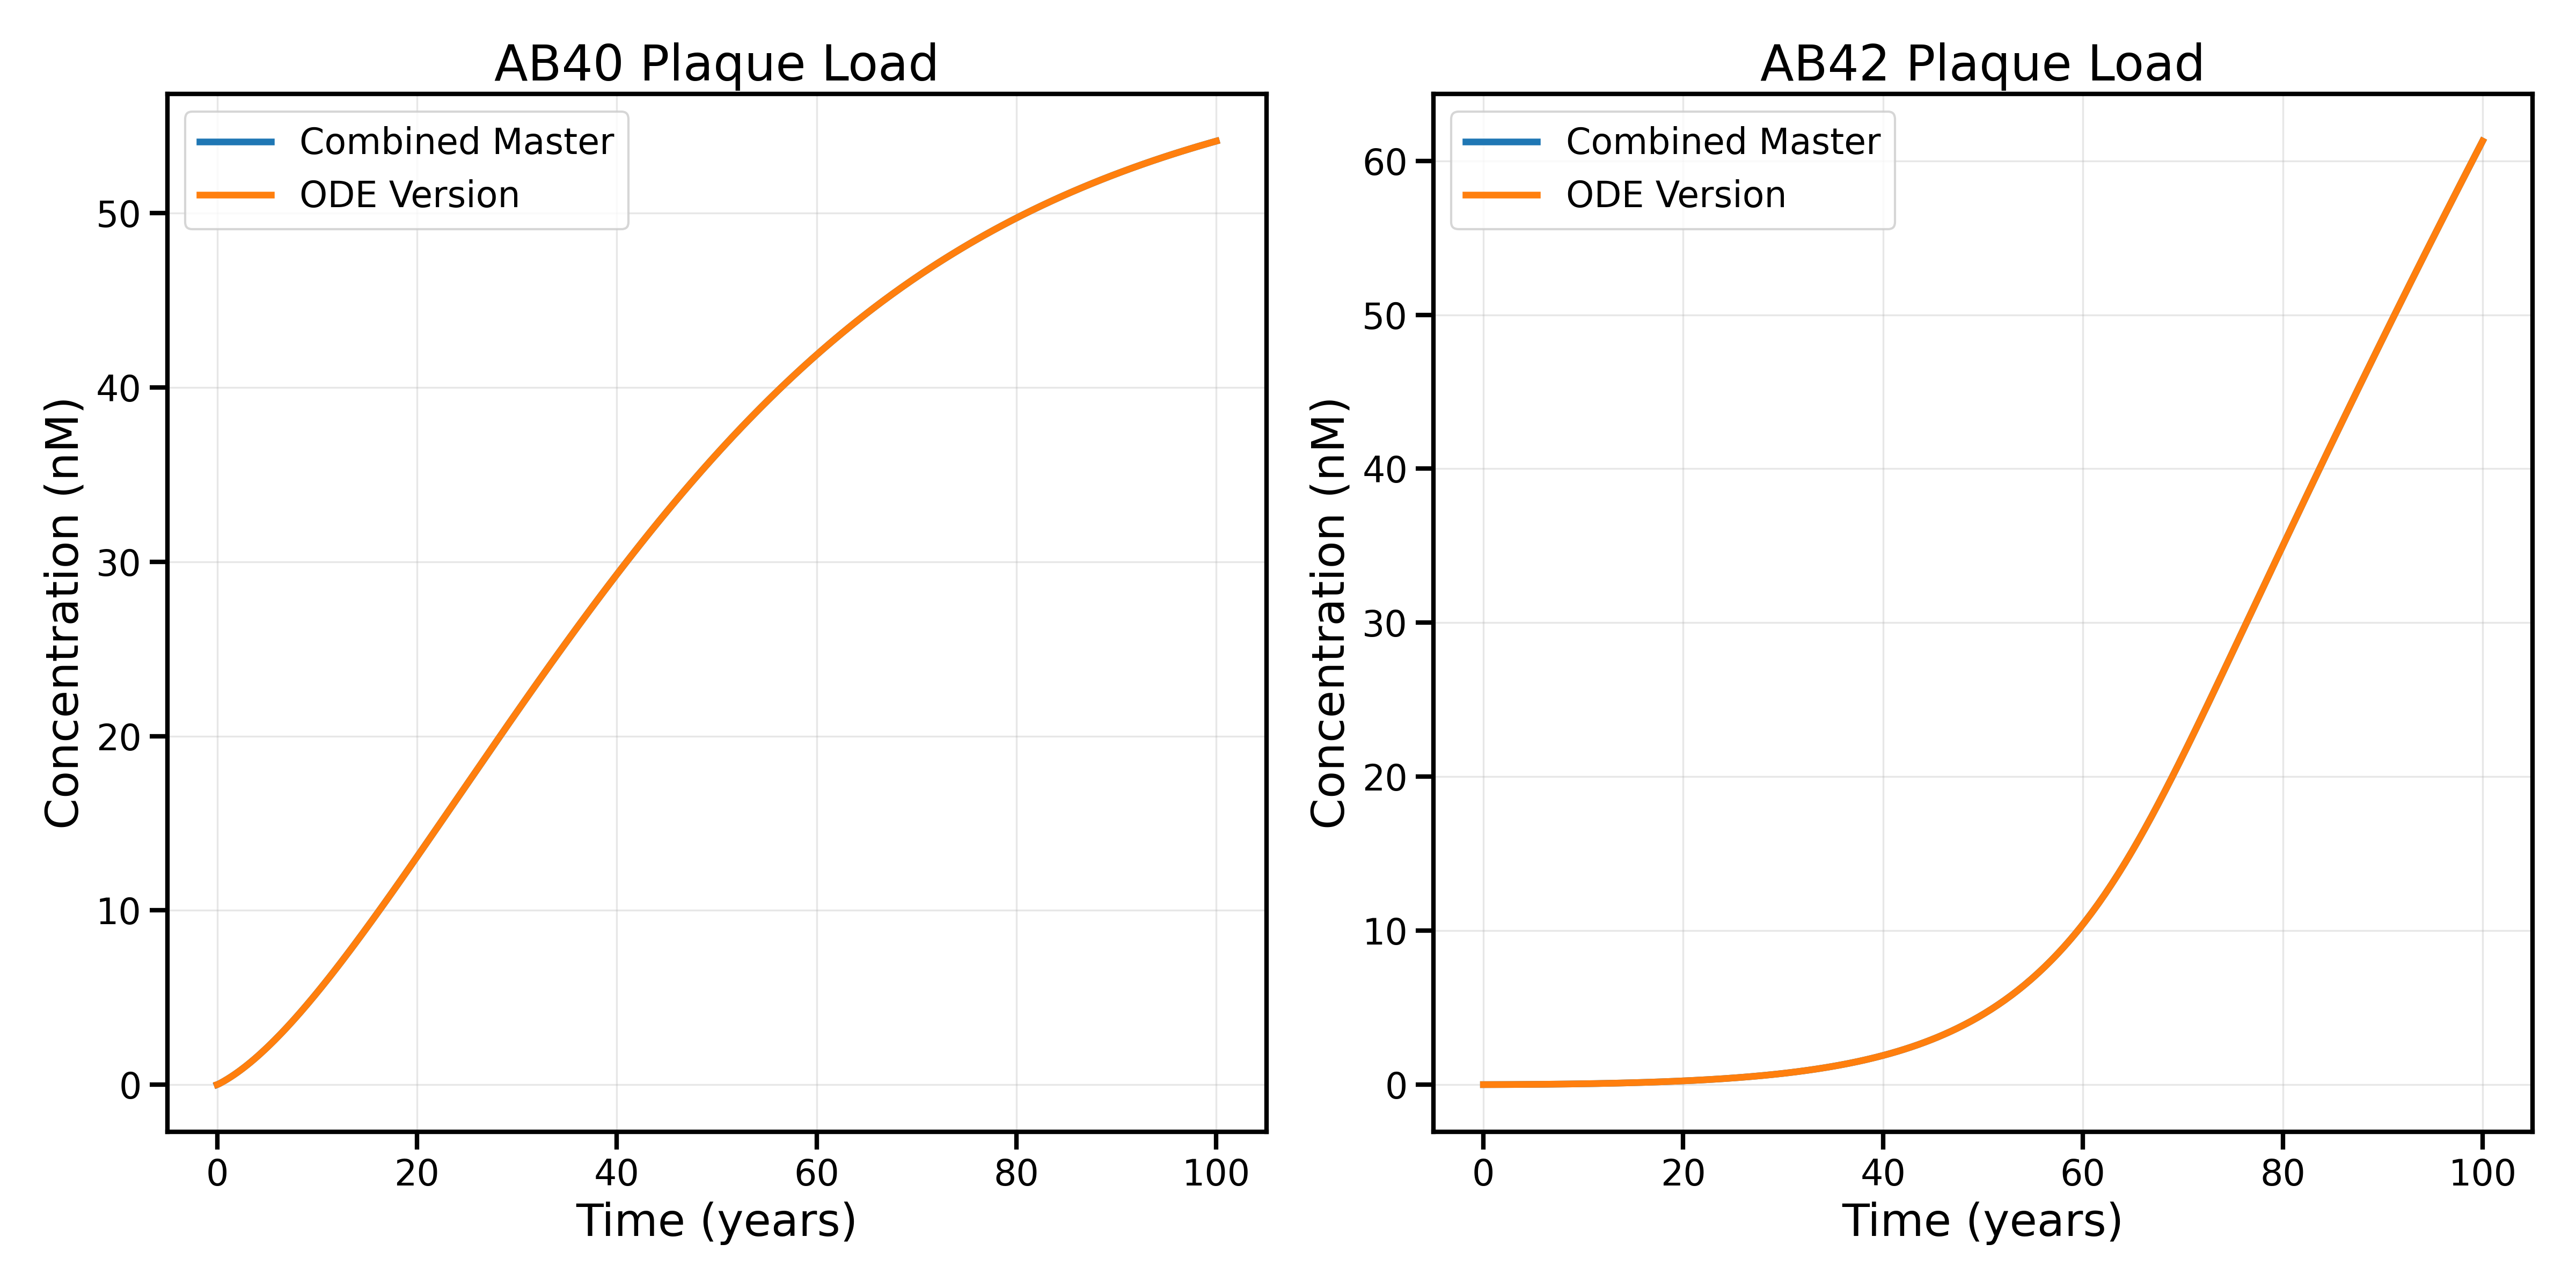 AB40 Plaque Load
Combined Master
ODE Version
Concentration (nM)
50
40
30
20
10
0
0 20 40 60 80 100
Time (years)
AB42 Plaque Load
Combined Master
ODE Version
Concentration (nM)
60
50
40
30
20
10
0
0 20 40 60 80 100
Time (years)